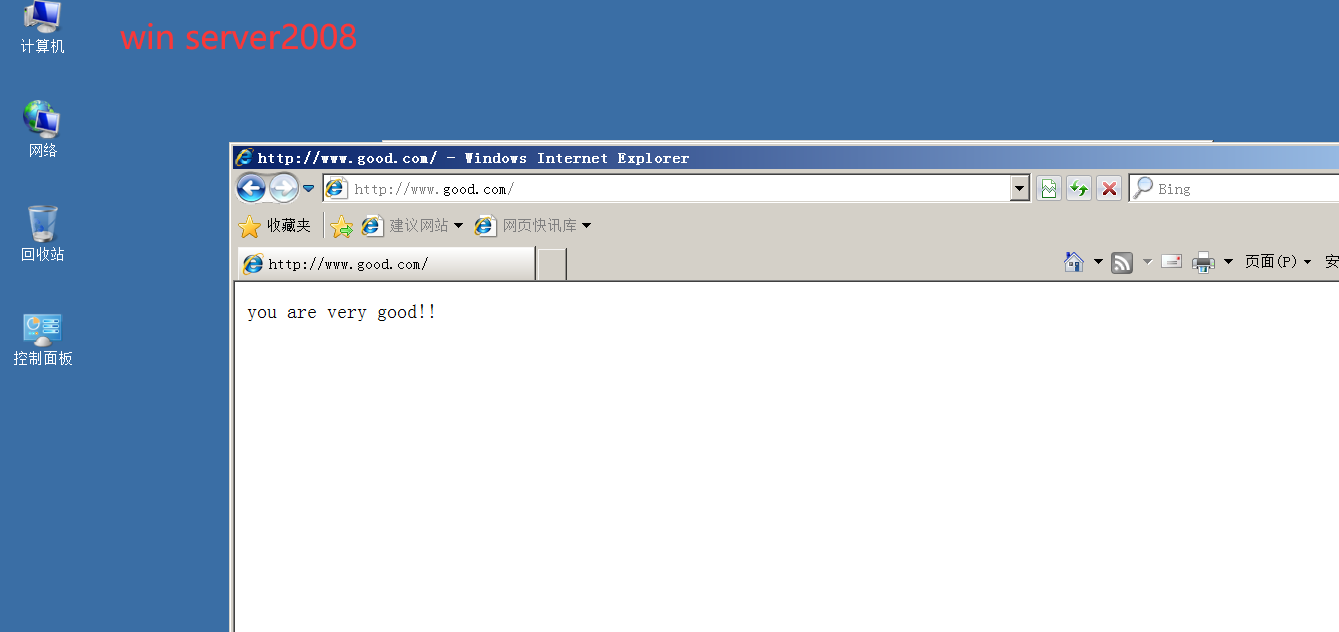 计算机
win server2008
网络
回收站
控制面板
http://www.good.com/ - Windows Internet Explorer
http://www.good.com/
Bing
收藏夹
建议网站
网页快讯库
http://www.good.com/
页面(P)
安
you are very good!!